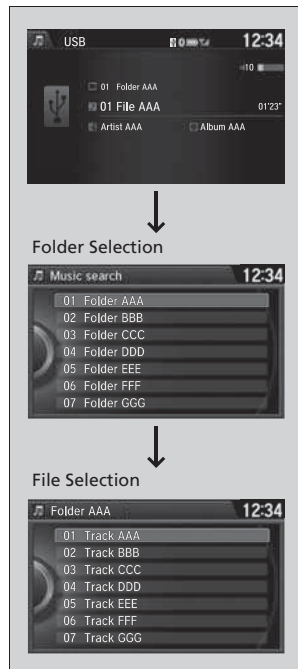 USB 12:34
10
01 Folder AAA
01 File AAA 01'23"
Artist AAA Album AAA
Folder Selection
Music search 12:34
01 Folder AAA
02 Folder BBB
03 Folder CCC
04 Folder DDD
05 Folder EEE
06 Folder FFF
07 Folder GGG
File Selection
Folder AAA 12:34
01 Track AAA
02 Track BBB
03 Track CCC
04 Track DDD
05 Track EEE
06 Track FFF
07 Track GGG